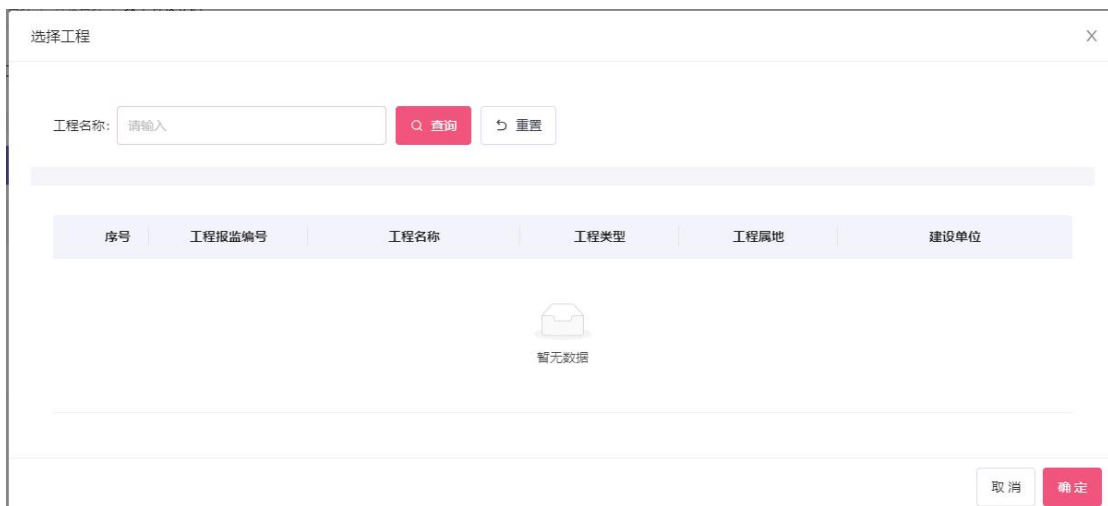 选择工程
工程名称: 请输入 查询 重置
序号 工程报监编号 工程名称 工程类型 工程属地 建设单位
暂无数据
取消 确定